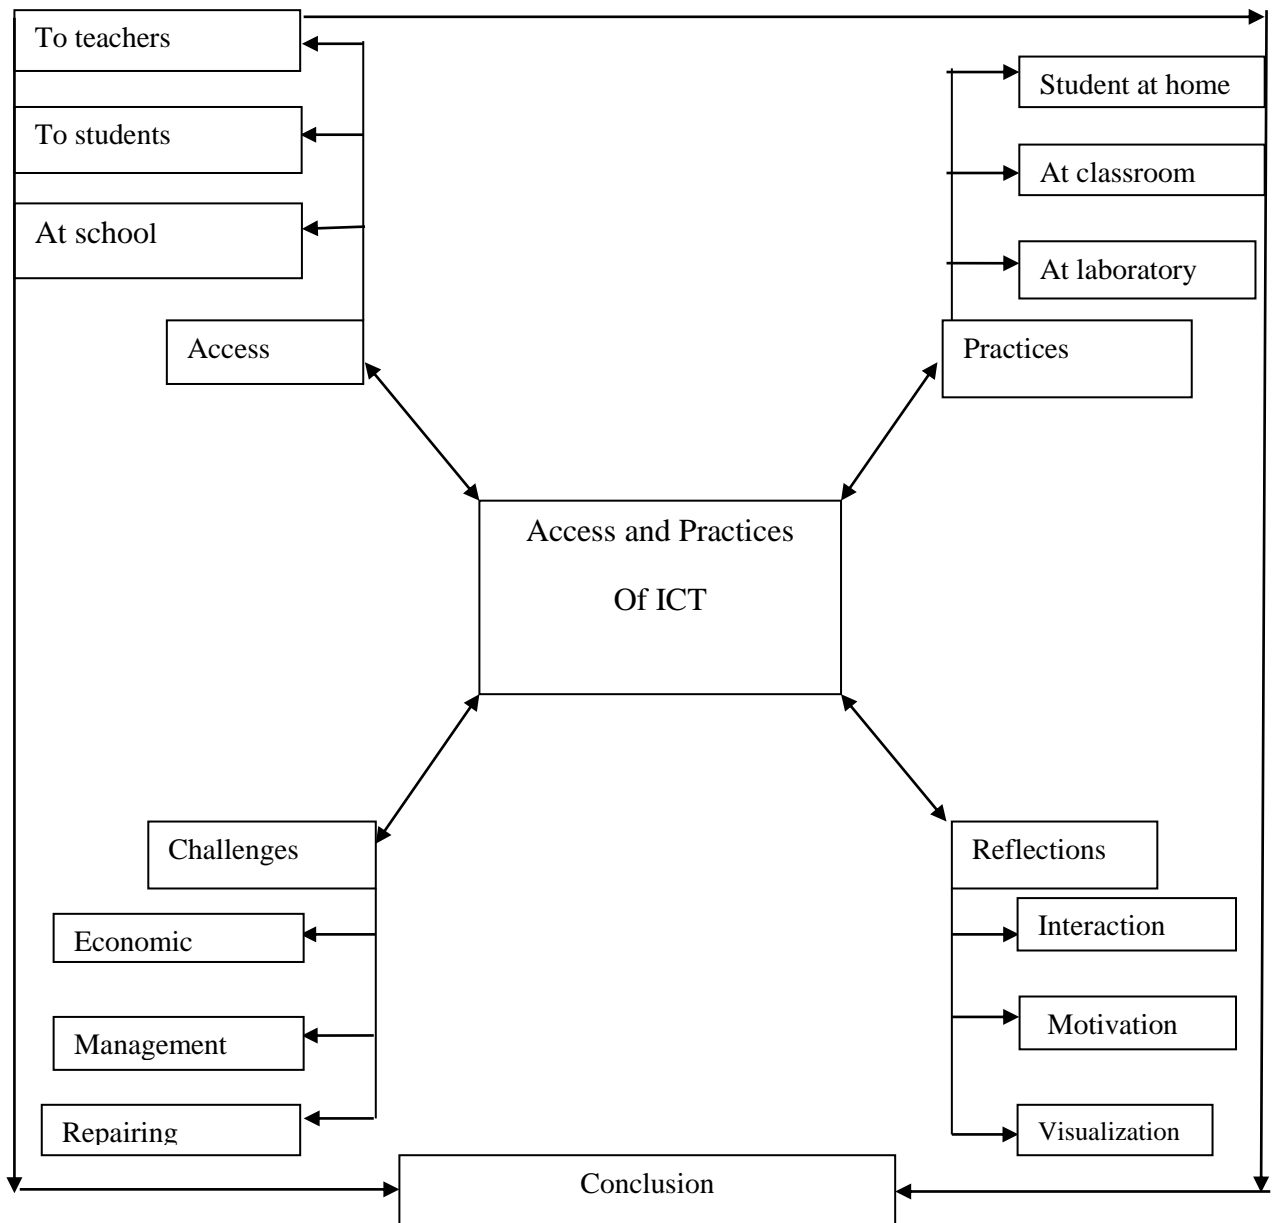 To teachers
To students
At school
Access
Student at home
At classroom
At laboratory
Practices
Access and Practices
Of ICT
Challenges
Economic
Management
Repairing
Reflections
Interaction
Motivation
Visualization
Conclusion